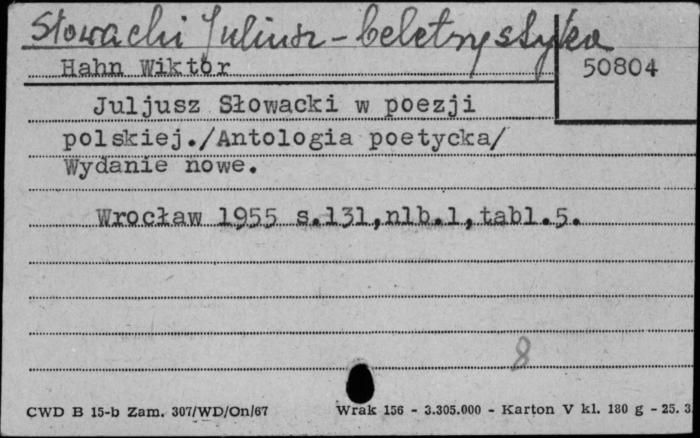 Słowacki Juliusz - beletrystyka
Hahn Wiktor
50804
Juljusz Słowacki w poezji
polskiej./Antologia poetycka/
Wydanie nowe.
Wrocław 1955 s.131,nlb.1,tabl.5.
8
CWD B 15-b Zam. 307/WD/On/67 Wrak 156 - 3.305.000 - Karton V kl. 180 g - 25. 3.